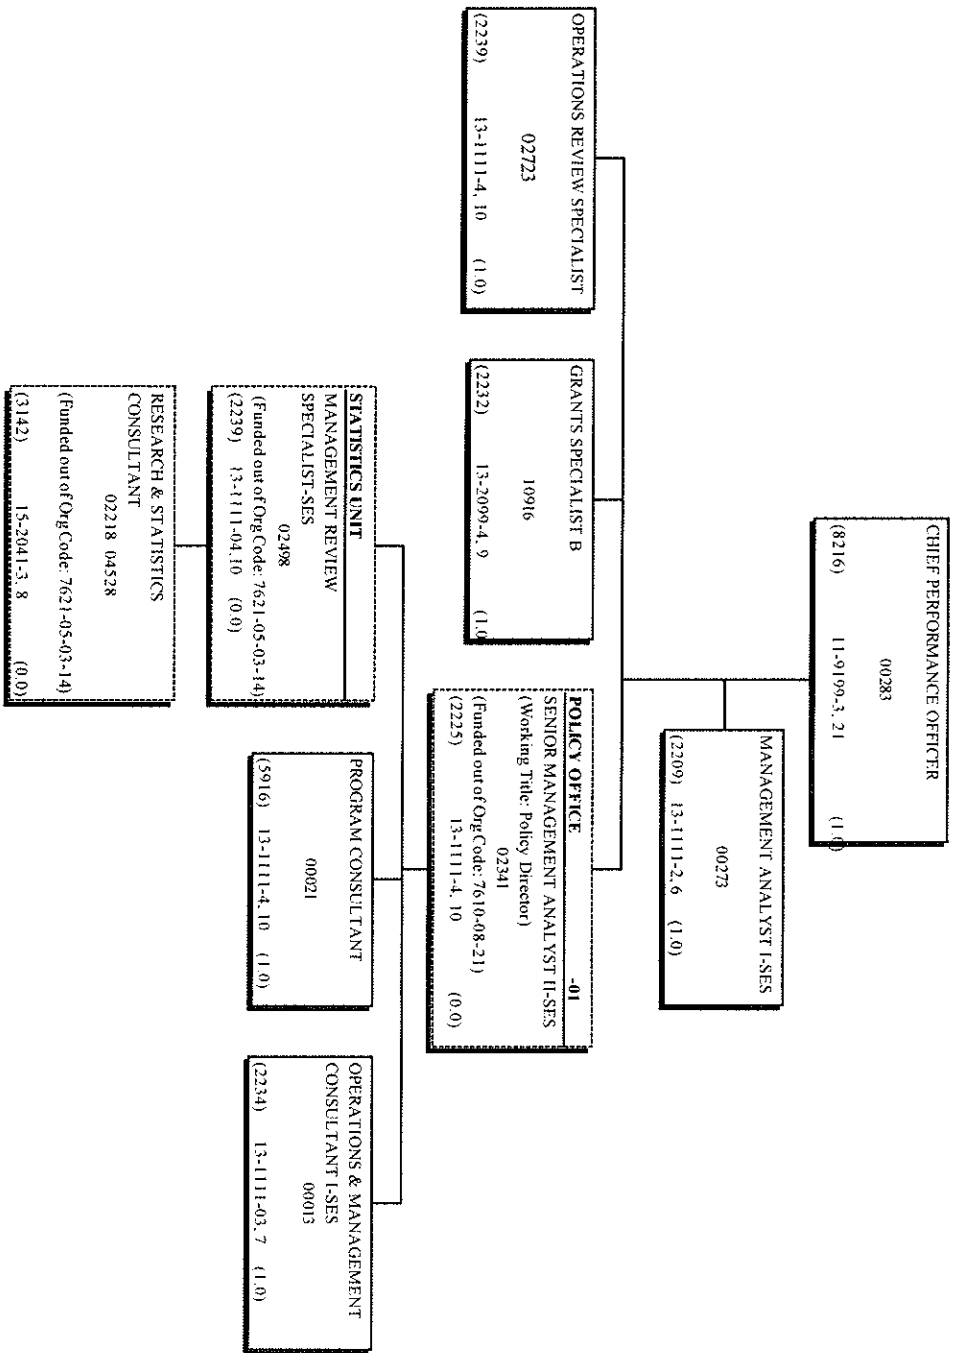 CHIEF PERFORMANCE OFFICER
00283
(8216) 11-9199-3, 21 (1.0)
MANAGEMENT ANALYST I-SES
00273
(2209) 13-1111-2, 6 (1.0)
OPERATIONS REVIEW SPECIALIST
02723
(2239) 13-1111-4, 10 (1.0)
GRANTS SPECIALIST B
10916
(2232) 13-2099-4, 9 (1.0
POLICY OFFICE -01
SENIOR MANAGEMENT ANALYST II-SES
(Working Title: Policy Director)
02341
(Funded out of Org Code: 7610-08-21)
(2225) 13-1111-4, 10 (0.0)
STATISTICS UNIT
MANAGEMENT REVIEW
SPECIALIST-SES
02498
(Funded out of Org Code: 7621-05-03-14)
(2239) 13-1111-04,10 (0.0)
RESEARCH & STATISTICS
CONSULTANT
02218 04528
(Funded out of Org Code: 7621-05-03-14)
(3142) 15-2041-3, 8 (0.0)
PROGRAM CONSULTANT
00021
(5916) 13-1111-4, 10 (1.0)
OPERATIONS & MANAGEMENT
CONSULTANT I-SES
00013
(2234) 13-1111-03, 7 (1.0)